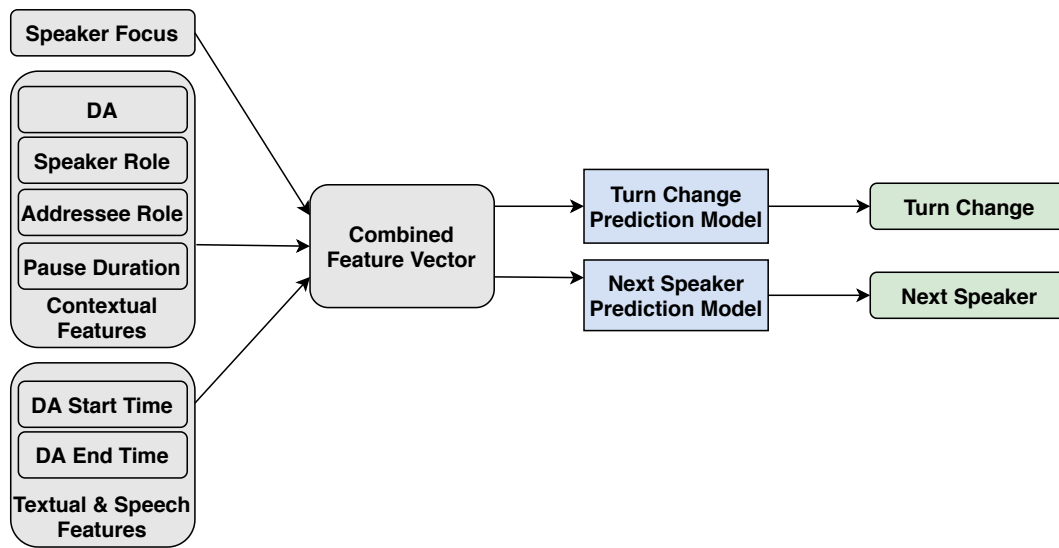 Speaker Focus
DA
Speaker Role
Addressee Role
Pause Duration
Contextual
Features
DA Start Time
DA End Time
Textual & Speech
Features
Combined
Feature Vector
Turn Change
Prediction Model
Next Speaker
Prediction Model
Turn Change
Next Speaker